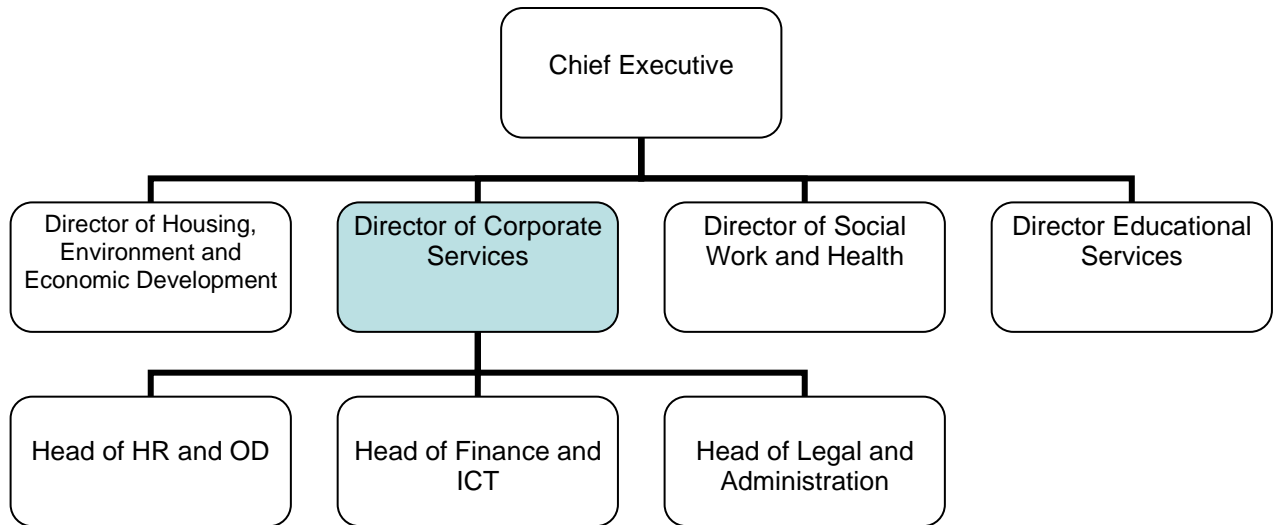 Chief Executive
Director of Housing,
Environment and
Economic Development
Director of Corporate
Services
Director of Social
Work and Health
Director Educational
Services
Head of HR and OD
Head of Finance and
ICT
Head of Legal and
Administration